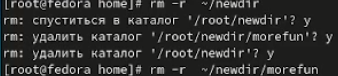 [root@fedora home]# rm -r  ~/newdir
rm: спуститься в каталог '/root/newdir'? y
rm: удалить каталог '/root/newdir/morefun'? y
rm: удалить каталог '/root/newdir'? y
[root@fedora home]# rm -r  ~/newdir/morefun